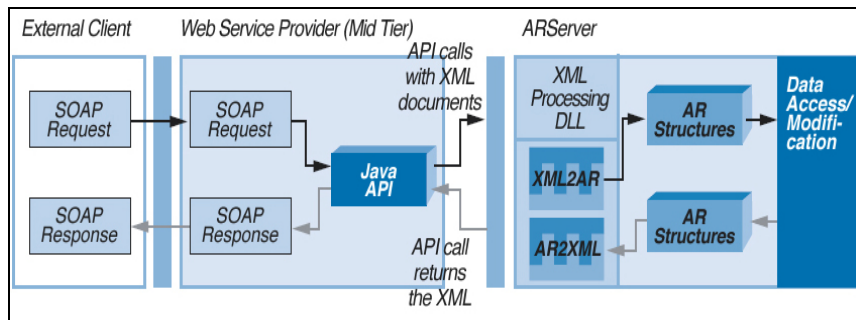 External Client
Web Service Provider (Mid Tier)
ARServer
SOAP
Request
SOAP
Request
Java
API
SOAP
Response
SOAP
Response
API calls
with XML
documents
API call
returns
the XML
XML
Processing
DLL
XML2AR
AR2XML
AR
Structures
AR
Structures
Data
Access/
Modifi-
cation